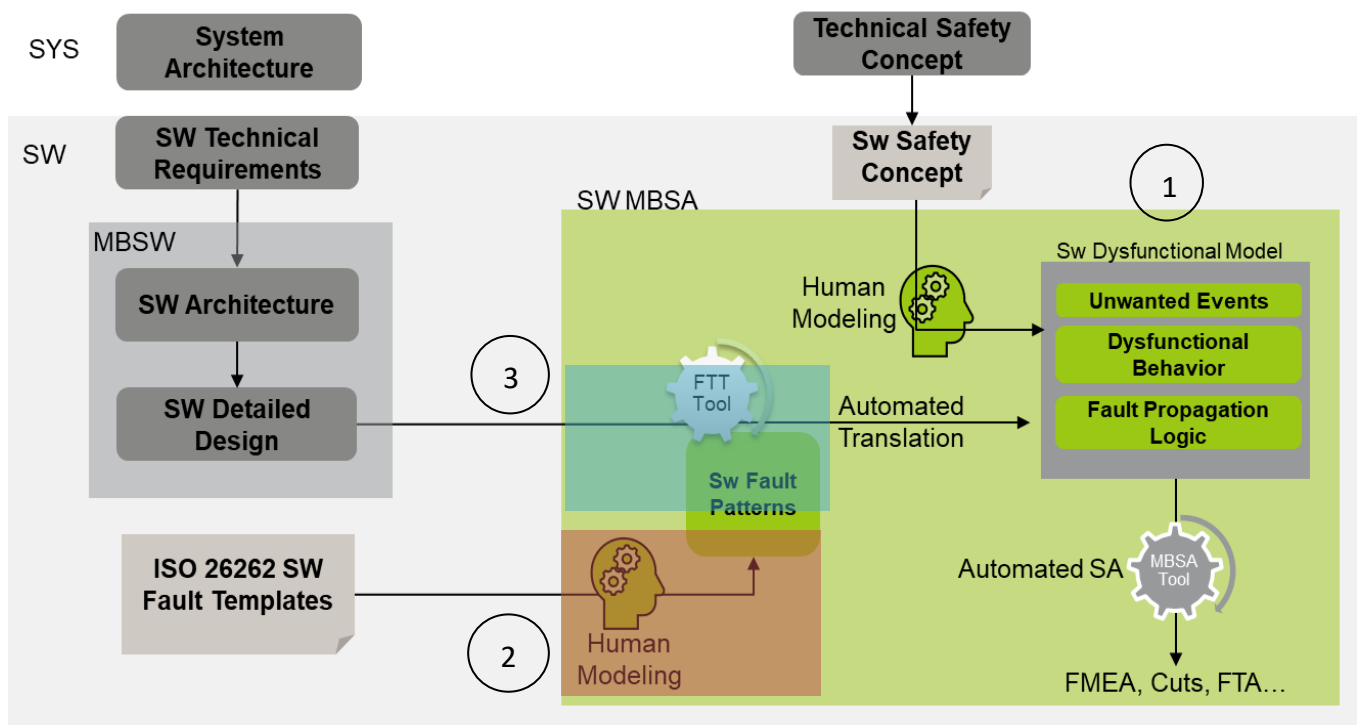 SYS
System
Architecture
Technical Safety
Concept
SW
SW Technical
Requirements
Sw Safety
Concept
1
SW MBSA
MBSW
Sw Dysfunctional Model
SW Architecture
Human
Modeling
Unwanted Events
Dysfunctional
Behavior
3
FTT
Tool
SW Detailed
Design
Automated
Translation
Fault Propagation
Logic
Sw Fault
Patterns
ISO 26262 SW
Fault Templates
Automated SA
MBSA
Tool
2
Human
Modeling
FMEA, Cuts, FTA…